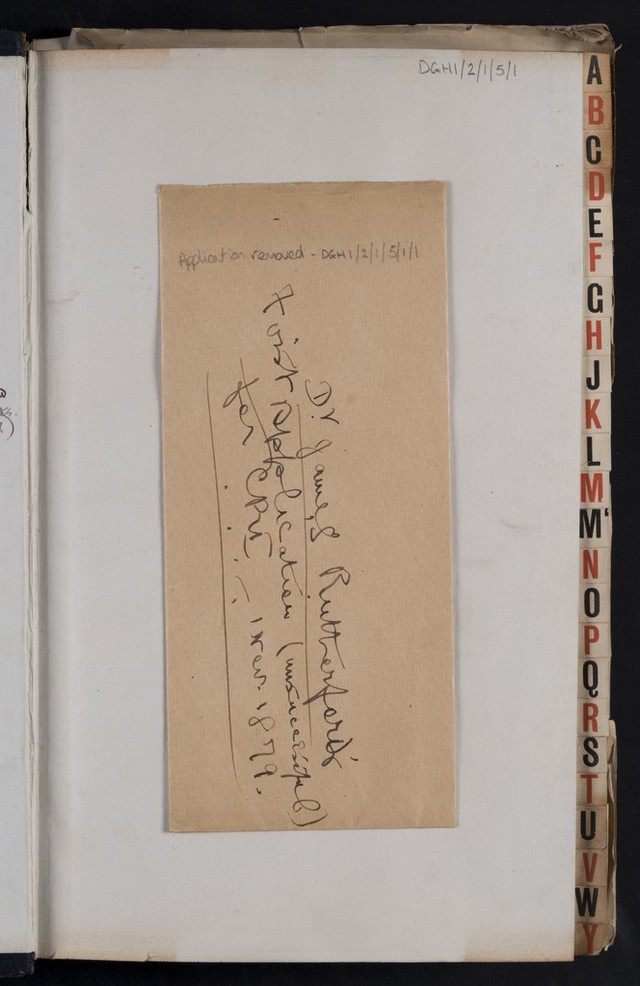 DGH1/2/1/5/1
Application removed - DGH1/2/1/5/1/1
Dr James Rutherford's
First Application (unsuccessful)
for CRI - Nov. 1879.
A
B
C
D
E
F
G
H
J
K
L
M
M'
N
O
P
Q
R
S
T
U
V
W
Y